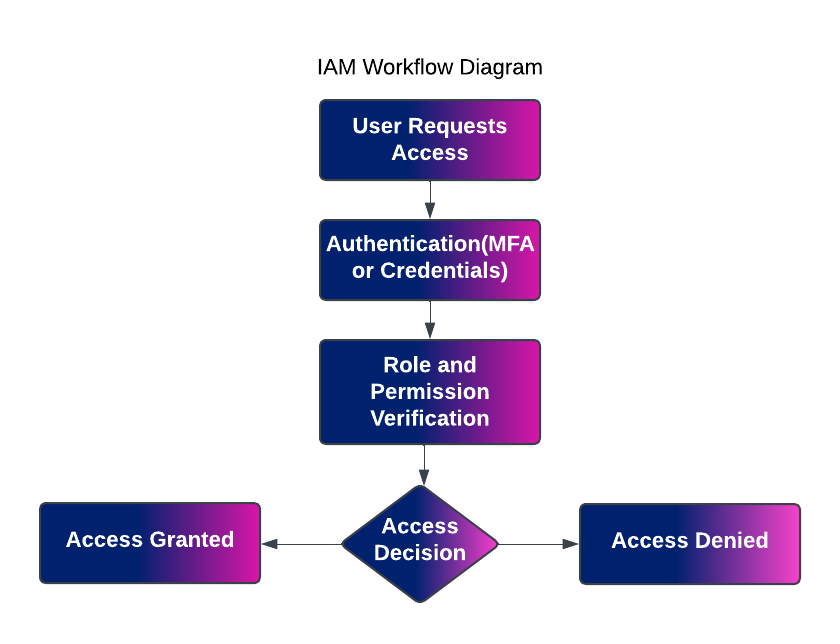 IAM Workflow Diagram
User Requests
Access
Authentication(MFA
or Credentials)
Role and
Permission
Verification
Access
Decision
Access Granted
Access Denied